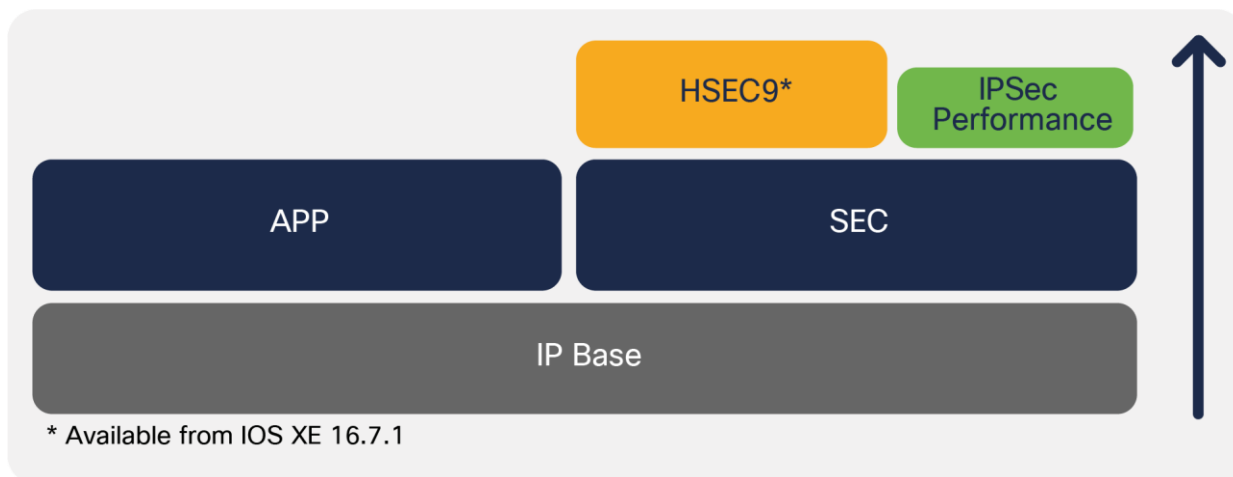 HSEC9*
IPSec
Performance
APP
SEC
IP Base
* Available from IOS XE 16.7.1